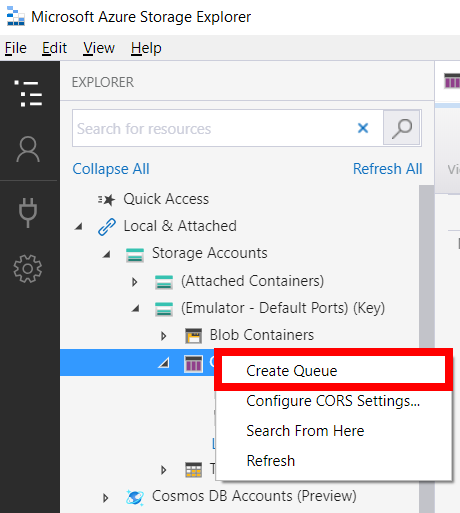 Microsoft Azure Storage Explorer
File Edit View Help
EXPLORER
Search for resources
Collapse All Refresh All
Quick Access
Local & Attached
Storage Accounts
(Attached Containers)
(Emulator - Default Ports) (Key)
Blob Containers
Create Queue
Configure CORS Settings...
Search From Here
Refresh
Cosmos DB Accounts (Preview)